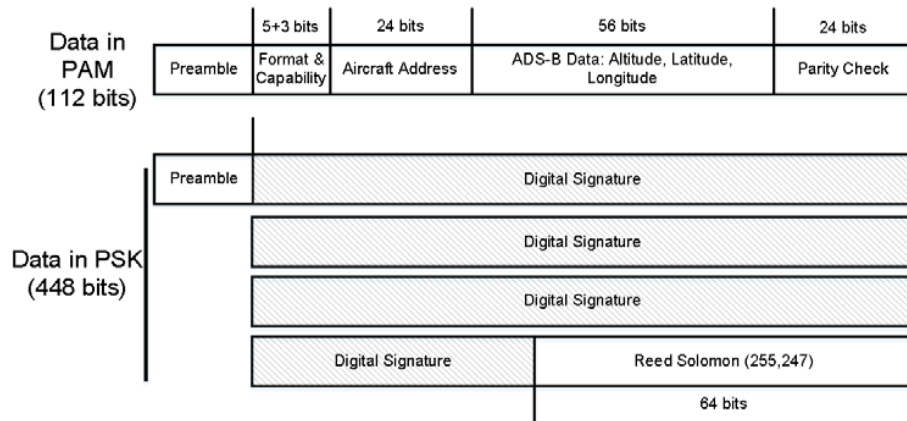 5+3 bits 24 bits 56 bits 24 bits
Data in
PAM
(112 bits)
Preamble
Format &
Capability
Aircraft Address
ADS-B Data: Altitude, Latitude,
Longitude
Parity Check
Preamble
Digital Signature
Digital Signature
Data in PSK
(448 bits)
Digital Signature
Digital Signature
Reed Solomon (255,247)
64 bits